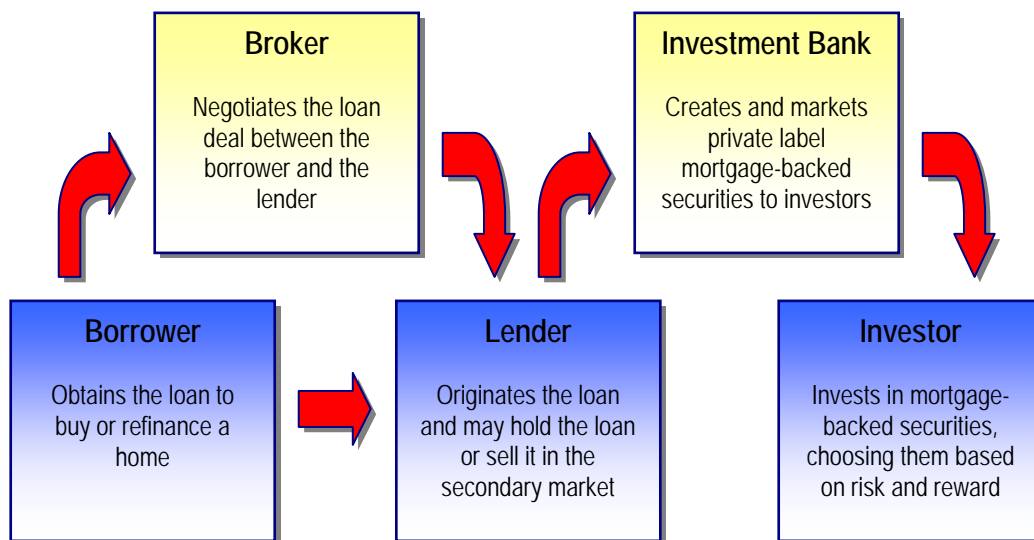 Broker
Negotiates the loan
deal between the
borrower and the
lender
Investment Bank
Creates and markets
private label
mortgage-backed
securities to investors
Borrower
Obtains the loan to
buy or refinance a
home
Lender
Originates the loan
and may hold the loan
or sell it in the
secondary market
Investor
Invests in mortgage-
backed securities,
choosing them based
on risk and reward